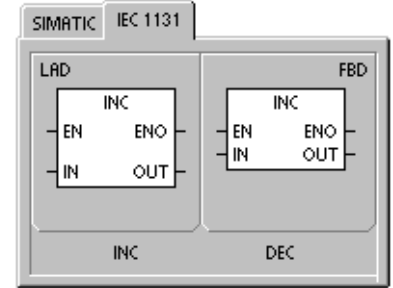 SIMATIC IEC 1131
LAD FBD
INC INC
EN ENO EN ENO
IN OUT IN OUT
INC DEC